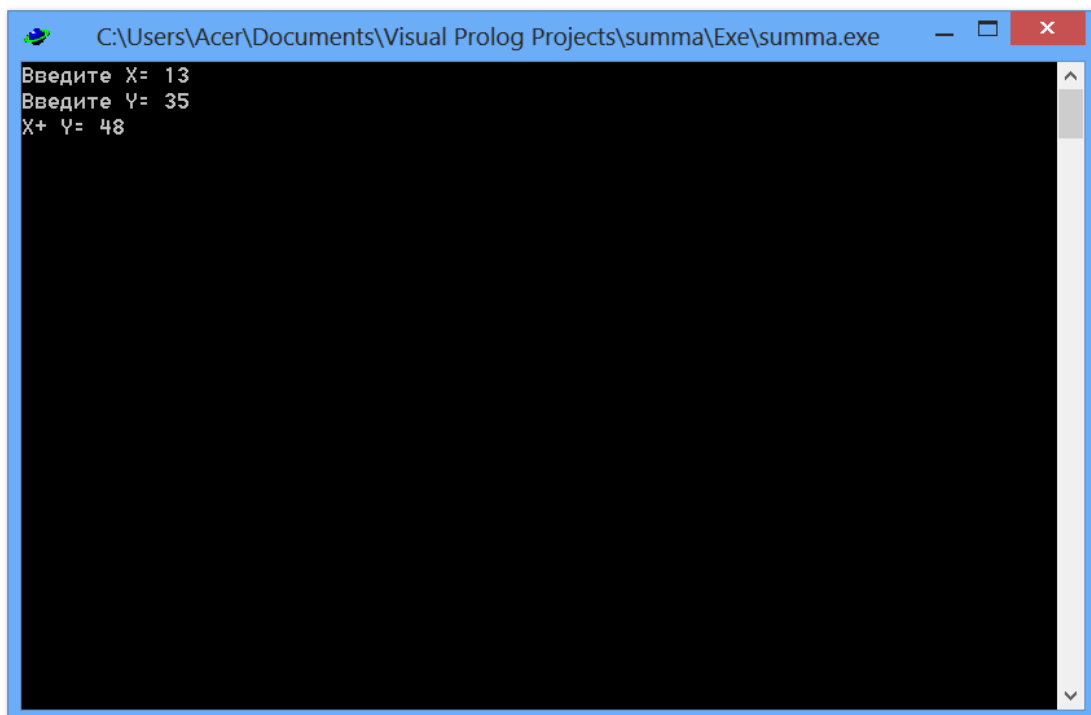 C:\Users\Acer\Documents\Visual Prolog Projects\summa\Exe\summa.exe
Введите X= 13
Введите Y= 35
X+ Y= 48